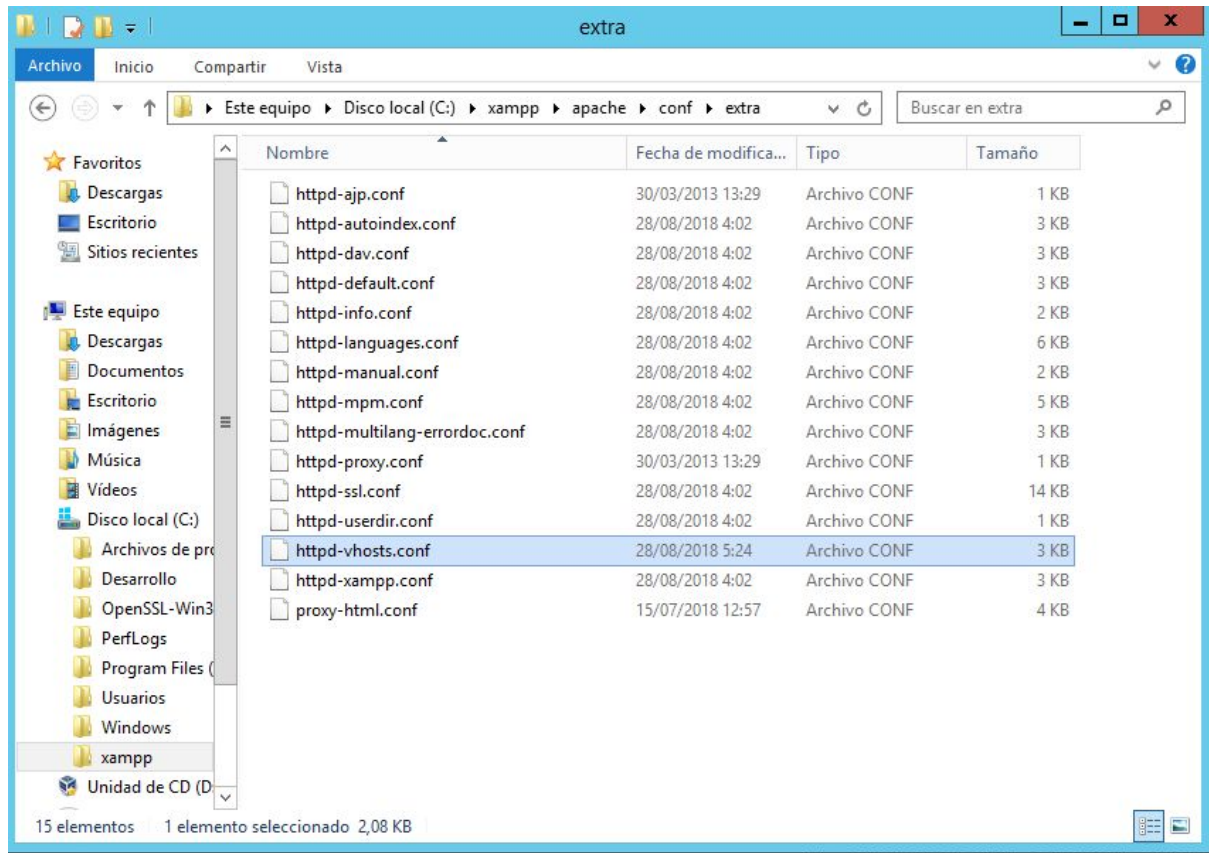 extra
Archivo Inicio Compartir Vista
Este equipo Disco local (C:) xampp apache conf extra Buscar en extra
Favoritos
Descargas
Escritorio
Sitios recientes
Este equipo
Descargas
Documentos
Escritorio
Imágenes
Música
Vídeos
Disco local (C:)
Archivos de pro
Desarrollo
OpenSSL-Win3
PerfLogs
Program Files (
Usuarios
Windows
xampp
Unidad de CD (D
Nombre Fecha de modifica... Tipo Tamaño
httpd-ajp.conf 30/03/2013 13:29 Archivo CONF 1 KB
httpd-autoindex.conf 28/08/2018 4:02 Archivo CONF 3 KB
httpd-dav.conf 28/08/2018 4:02 Archivo CONF 3 KB
httpd-default.conf 28/08/2018 4:02 Archivo CONF 3 KB
httpd-info.conf 28/08/2018 4:02 Archivo CONF 2 KB
httpd-languages.conf 28/08/2018 4:02 Archivo CONF 6 KB
httpd-manual.conf 28/08/2018 4:02 Archivo CONF 2 KB
httpd-mpm.conf 28/08/2018 4:02 Archivo CONF 5 KB
httpd-multilang-errordoc.conf 28/08/2018 4:02 Archivo CONF 3 KB
httpd-proxy.conf 30/03/2013 13:29 Archivo CONF 1 KB
httpd-ssl.conf 28/08/2018 4:02 Archivo CONF 14 KB
httpd-userdir.conf 28/08/2018 4:02 Archivo CONF 1 KB
httpd-vhosts.conf 28/08/2018 5:24 Archivo CONF 3 KB
httpd-xampp.conf 28/08/2018 4:02 Archivo CONF 3 KB
proxy-html.conf 15/07/2018 12:57 Archivo CONF 4 KB
15 elementos 1 elemento seleccionado 2,08 KB